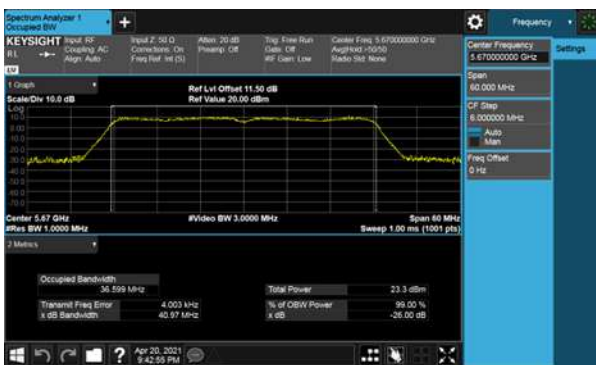 Spectrum Analyzer 1
Occupied BW
+
Frequency
KEYSIGHT Input: RF Input Z: 50 Ω Atten: 20 dB Trig: Free Run Center Freq: 5.670000000 GHz
RL Coupling: AC Corrections: On Preamp: Off Gate: Off Avg|Hold:>50/50
Align: Auto Freq Ref: Int (S) #IF Gain: Low Radio Std: None
LW
Center Frequency
5.670000000 GHz
Settings
Span
60.000 MHz
CF Step
6.000000 MHz
Auto
Man
Freq Offset
0 Hz
1 Graph
Ref Lvl Offset 11.50 dB
Scale/Div 10.0 dB Ref Value 20.00 dBm
Log
10.0
0.00
-10.0
-20.0
-30.0
-40.0
-50.0
-60.0
-70.0
Center 5.67 GHz #Video BW 3.0000 MHz Span 60 MHz
#Res BW 1.0000 MHz Sweep 1.00 ms (1001 pts)
2 Metrics
Occupied Bandwidth
36.599 MHz Total Power 23.3 dBm
Transmit Freq Error 4.003 kHz % of OBW Power 99.00 %
x dB Bandwidth 40.97 MHz x dB -26.00 dB
? Apr 20, 2021
9:42:55 PM